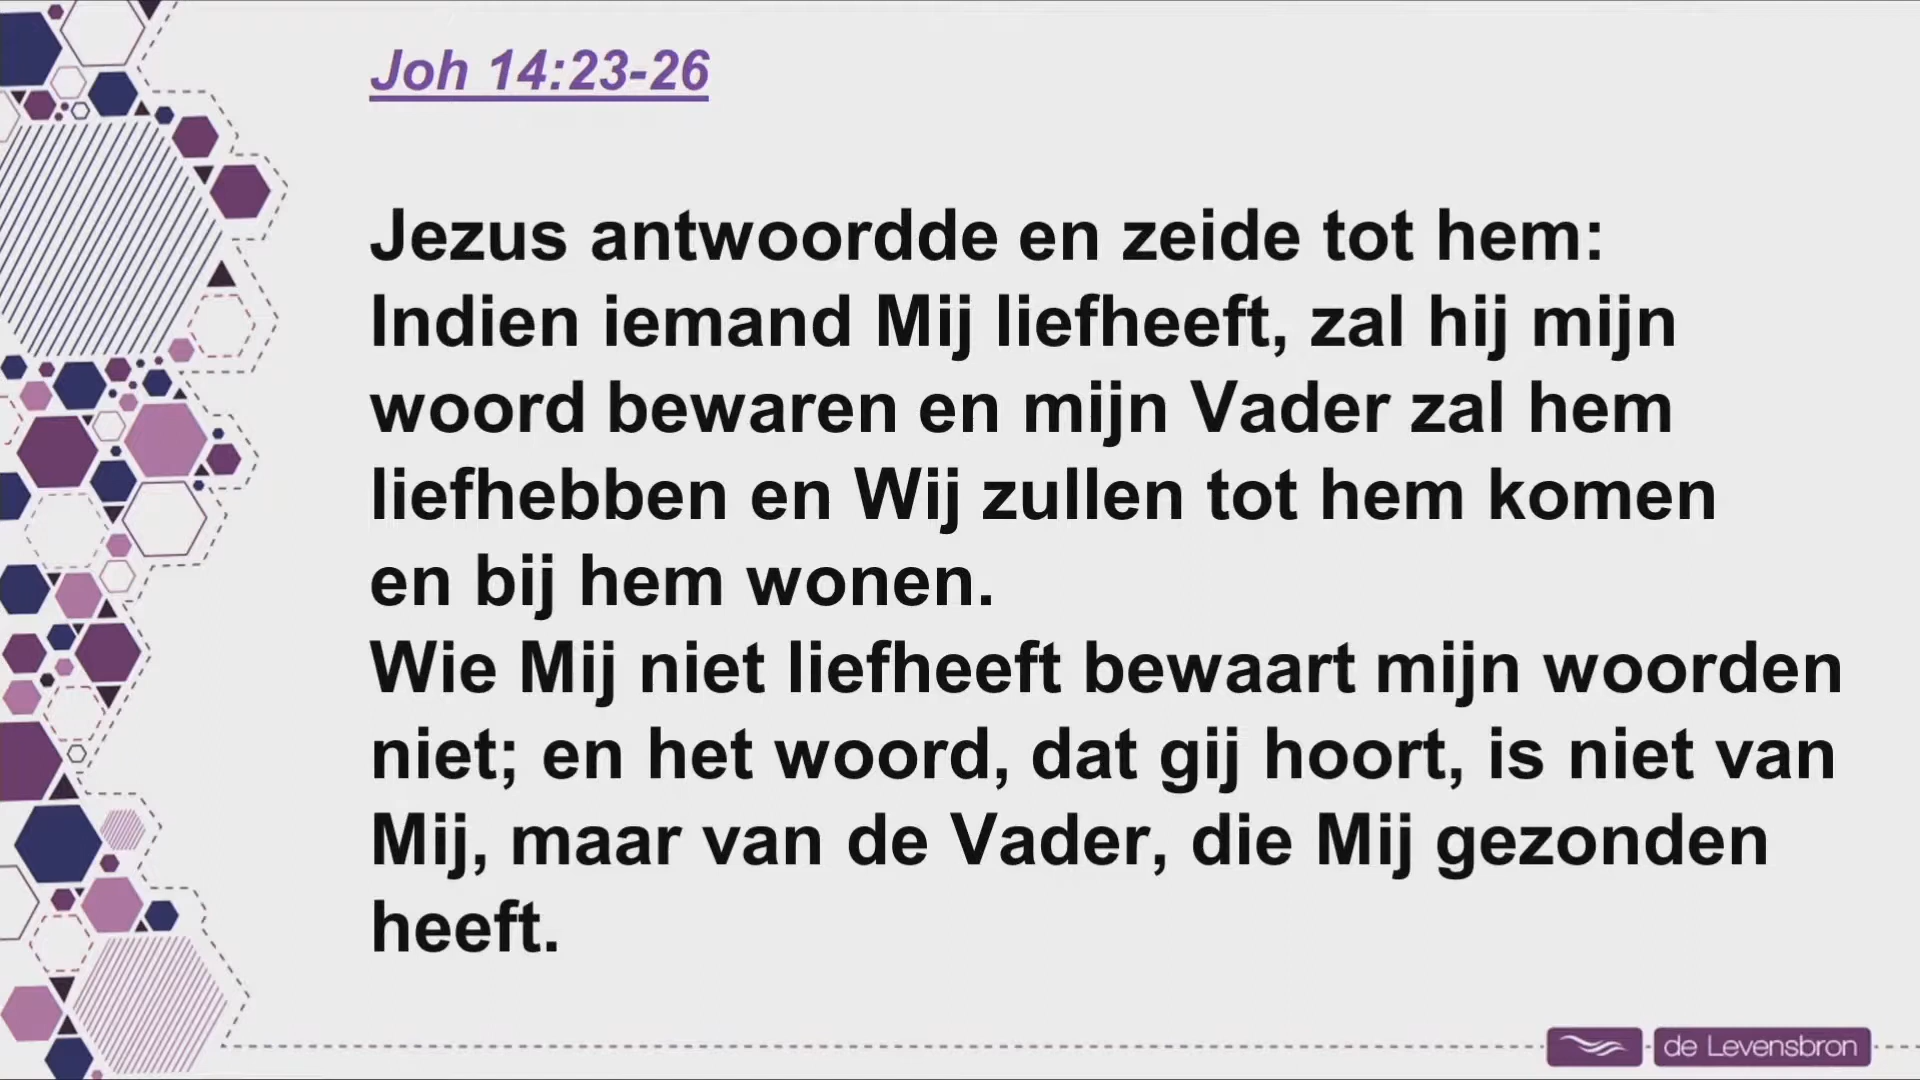 Joh 14:23-26
Jezus antwoordde en zeide tot hem:
Indien iemand Mij liefheeft, zal hij mijn
woord bewaren en mijn Vader zal hem
liefhebben en Wij zullen tot hem komen
en bij hem wonen.
Wie Mij niet liefheeft bewaart mijn woorden
niet; en het woord, dat gij hoort, is niet van
Mij, maar van de Vader, die Mij gezonden
heeft.
de Levensbron